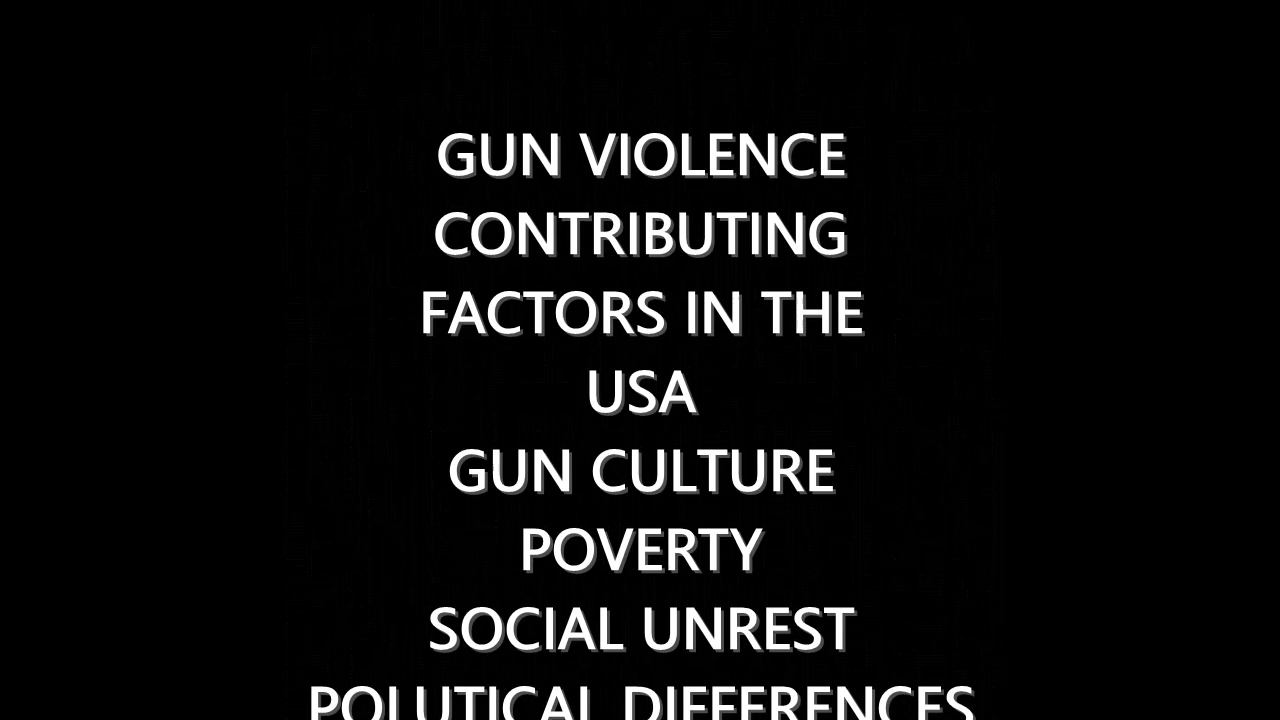 GUN VIOLENCE
CONTRIBUTING
FACTORS IN THE
USA
GUN CULTURE
POVERTY
SOCIAL UNREST
POLUTICAL DIFFERENCES